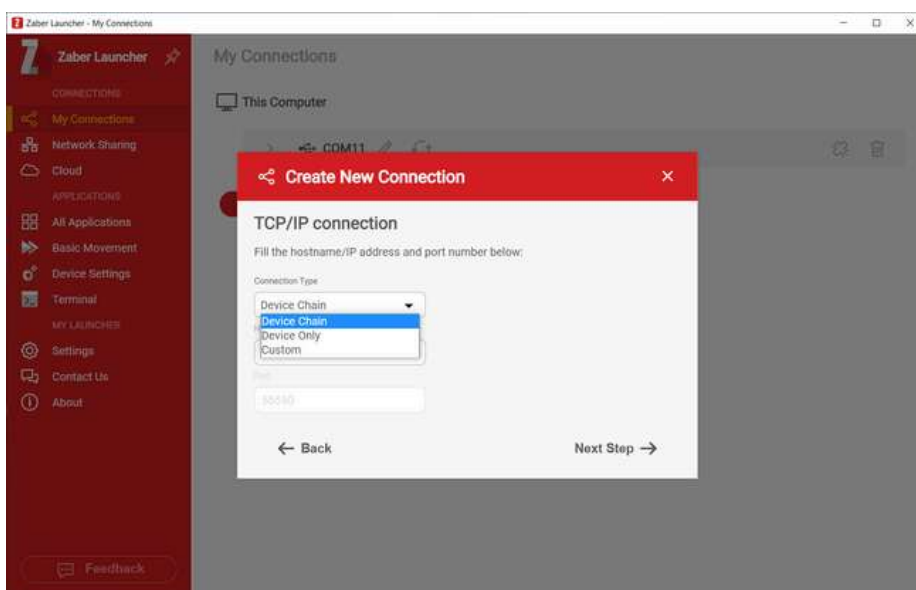 Zaber Launcher - My Connections
Zaber Launcher
My Connections
CONNECTIONS
This Computer
My Connections
Network Sharing
COM11
Cloud
APPLICATIONS
All Applications
Basic Movement
Device Settings
Terminal
MY LAUNCHER
Settings
Contact Us
About
Feedback
Create New Connection
TCP/IP connection
Fill the hostname/IP address and port number below:
Connection Type
Device Chain
Device Chain
Device Only
Custom
Port
Back
Next Step